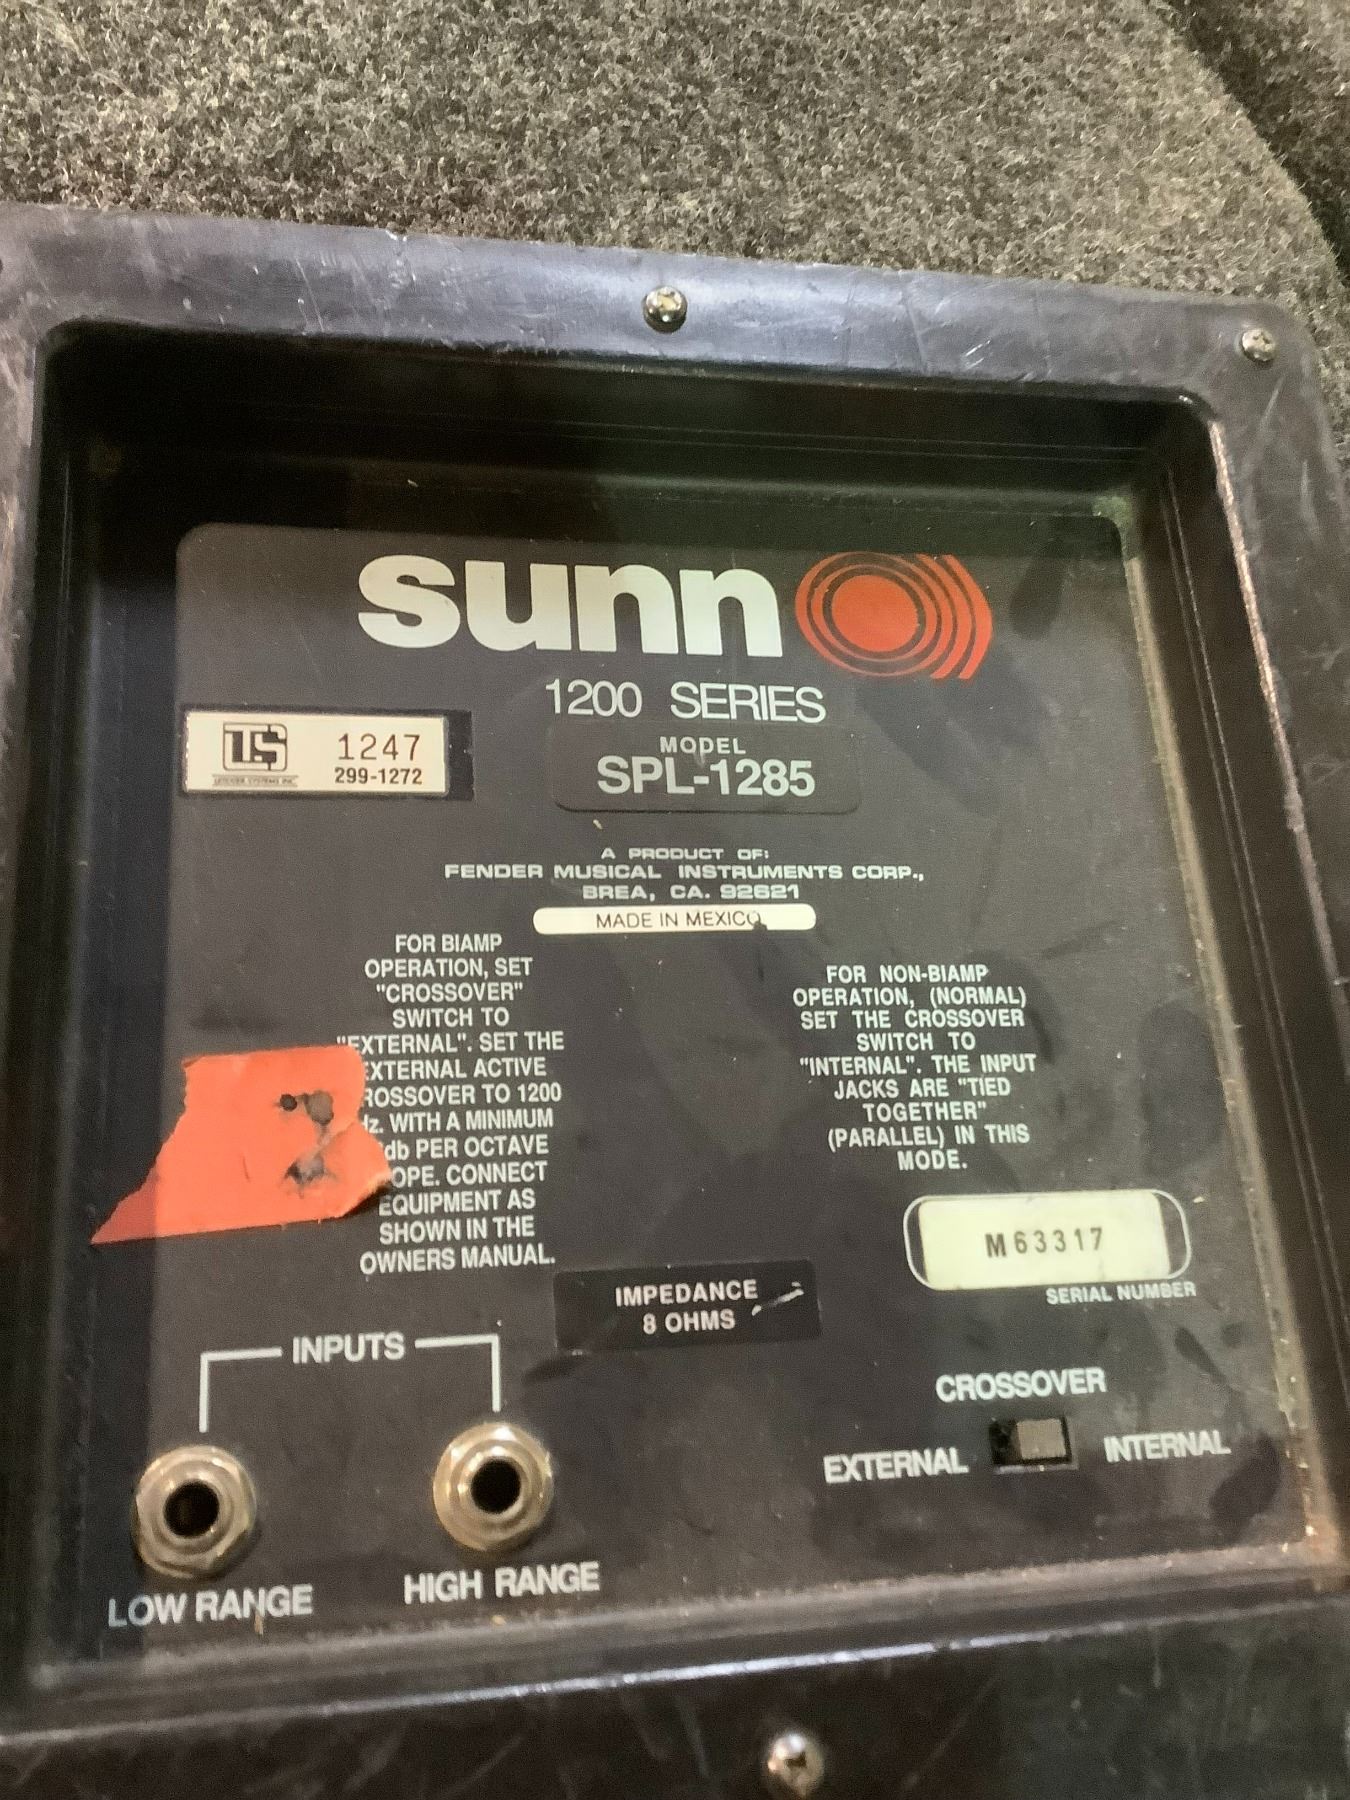 sunn
1200 SERIES
MODEL
SPL-1285
TS
1247
299-1272
A PRODUCT OF:
FENDER MUSICAL INSTRUMENTS CORP.,
BREA, CA. 92621
MADE IN MEXICO
FOR BIAMP
OPERATION, SET
"CROSSOVER"
SWITCH TO
"EXTERNAL". SET THE
EXTERNAL ACTIVE
ROSSOVER TO 1200
Hz. WITH A MINIMUM
db PER OCTAVE
OPE. CONNECT
EQUIPMENT AS
SHOWN IN THE
OWNERS MANUAL.
FOR NON-BIAMP
OPERATION, (NORMAL)
SET THE CROSSOVER
SWITCH TO
"INTERNAL". THE INPUT
JACKS ARE "TIED
TOGETHER"
(PARALLEL) IN THIS
MODE.
M63317
SERIAL NUMBER
IMPEDANCE
8 OHMS
INPUTS
LOW RANGE
HIGH RANGE
CROSSOVER
EXTERNAL
INTERNAL